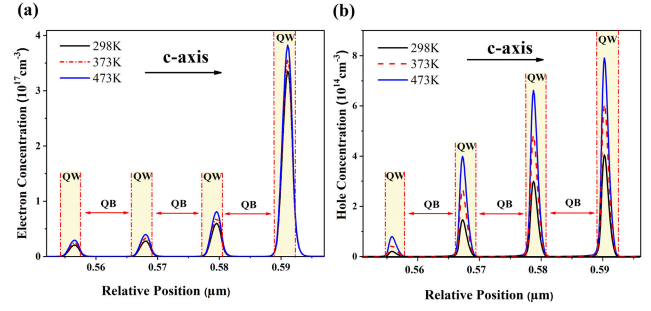 (a)
Electron Concentration (10¹⁷cm⁻³)
4
3
2
1
0
298K
373K
473K
c-axis
QW
QW
QW
QW
QB
QB
QB
0.56
0.57
0.58
0.59
Relative Position (μm)
(b)
Hole Concentration (10¹⁴cm⁻³)
8
6
4
2
0
298K
373K
473K
c-axis
QW
QW
QW
QW
QB
QB
QB
0.56
0.57
0.58
0.59
Relative Position (μm)